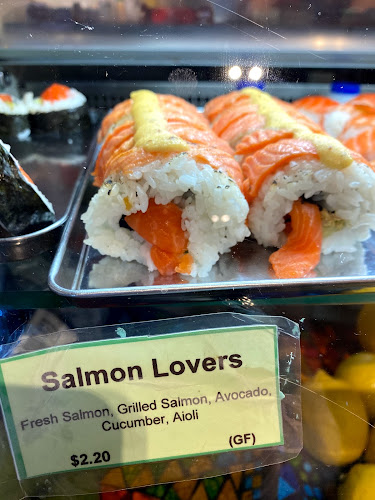 Salmon Lovers
Fresh Salmon, Grilled Salmon, Avocado,
Cucumber, Aioli
$2.20 (GF)